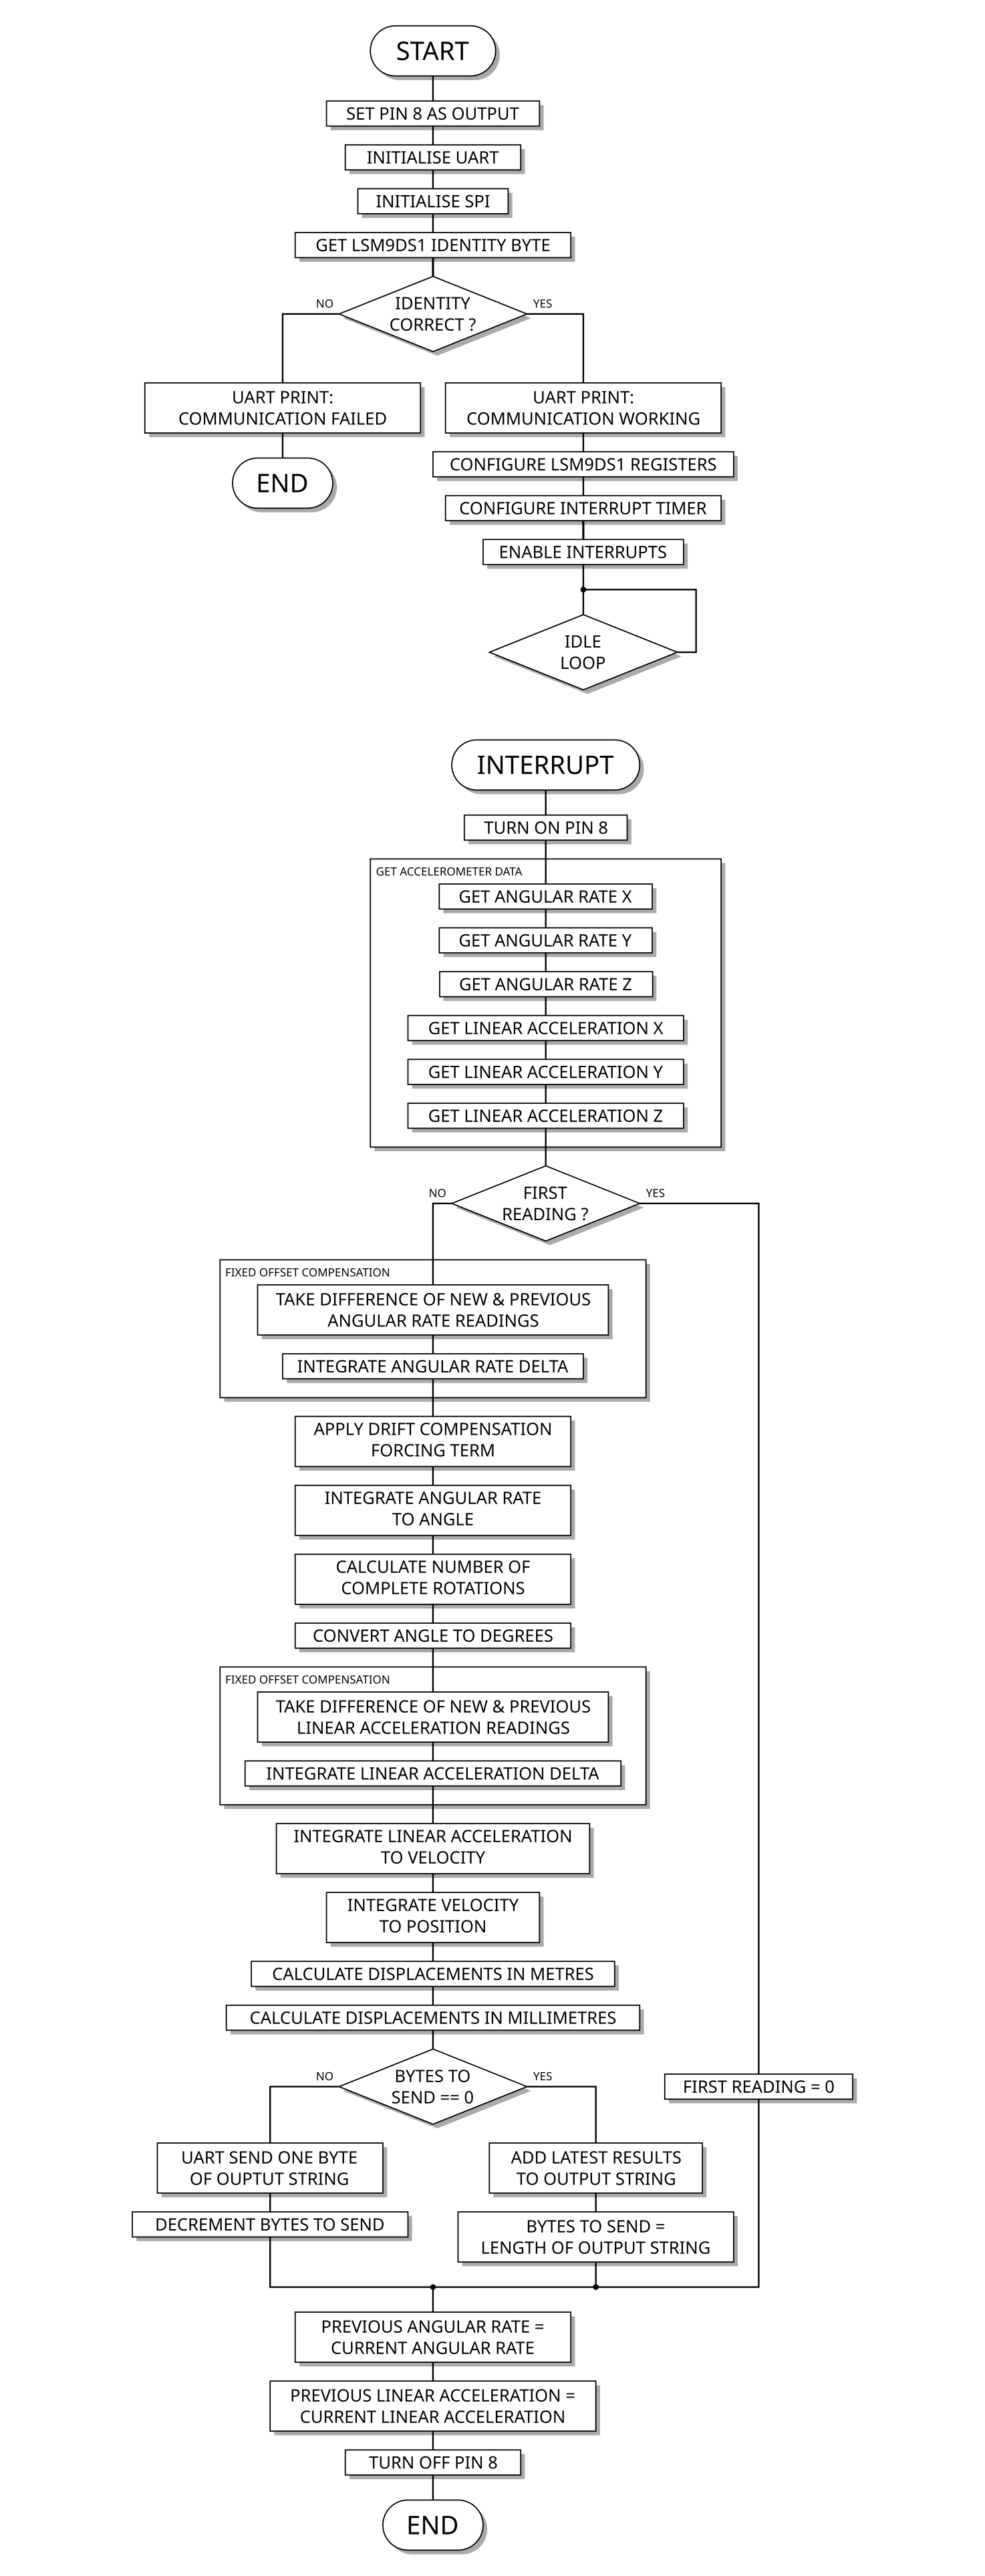 START
SET PIN 8 AS OUTPUT
INITIALISE UART
INITIALISE SPI
GET LSM9DS1 IDENTITY BYTE
IDENTITY
CORRECT ?
NO
YES
UART PRINT:
COMMUNICATION FAILED
END
UART PRINT:
COMMUNICATION WORKING
CONFIGURE LSM9DS1 REGISTERS
CONFIGURE INTERRUPT TIMER
ENABLE INTERRUPTS
IDLE
LOOP
INTERRUPT
TURN ON PIN 8
GET ACCELEROMETER DATA
GET ANGULAR RATE X
GET ANGULAR RATE Y
GET ANGULAR RATE Z
GET LINEAR ACCELERATION X
GET LINEAR ACCELERATION Y
GET LINEAR ACCELERATION Z
FIRST
READING ?
NO
YES
FIXED OFFSET COMPENSATION
TAKE DIFFERENCE OF NEW & PREVIOUS
ANGULAR RATE READINGS
INTEGRATE ANGULAR RATE DELTA
APPLY DRIFT COMPENSATION
FORCING TERM
INTEGRATE ANGULAR RATE
TO ANGLE
CALCULATE NUMBER OF
COMPLETE ROTATIONS
CONVERT ANGLE TO DEGREES
FIXED OFFSET COMPENSATION
TAKE DIFFERENCE OF NEW & PREVIOUS
LINEAR ACCELERATION READINGS
INTEGRATE LINEAR ACCELERATION DELTA
INTEGRATE LINEAR ACCELERATION
TO VELOCITY
INTEGRATE VELOCITY
TO POSITION
CALCULATE DISPLACEMENTS IN METRES
CALCULATE DISPLACEMENTS IN MILLIMETRES
BYTES TO
SEND == 0
NO
YES
FIRST READING = 0
UART SEND ONE BYTE
OF OUPTUT STRING
DECREMENT BYTES TO SEND
ADD LATEST RESULTS
TO OUTPUT STRING
BYTES TO SEND =
LENGTH OF OUTPUT STRING
PREVIOUS ANGULAR RATE =
CURRENT ANGULAR RATE
PREVIOUS LINEAR ACCELERATION =
CURRENT LINEAR ACCELERATION
TURN OFF PIN 8
END